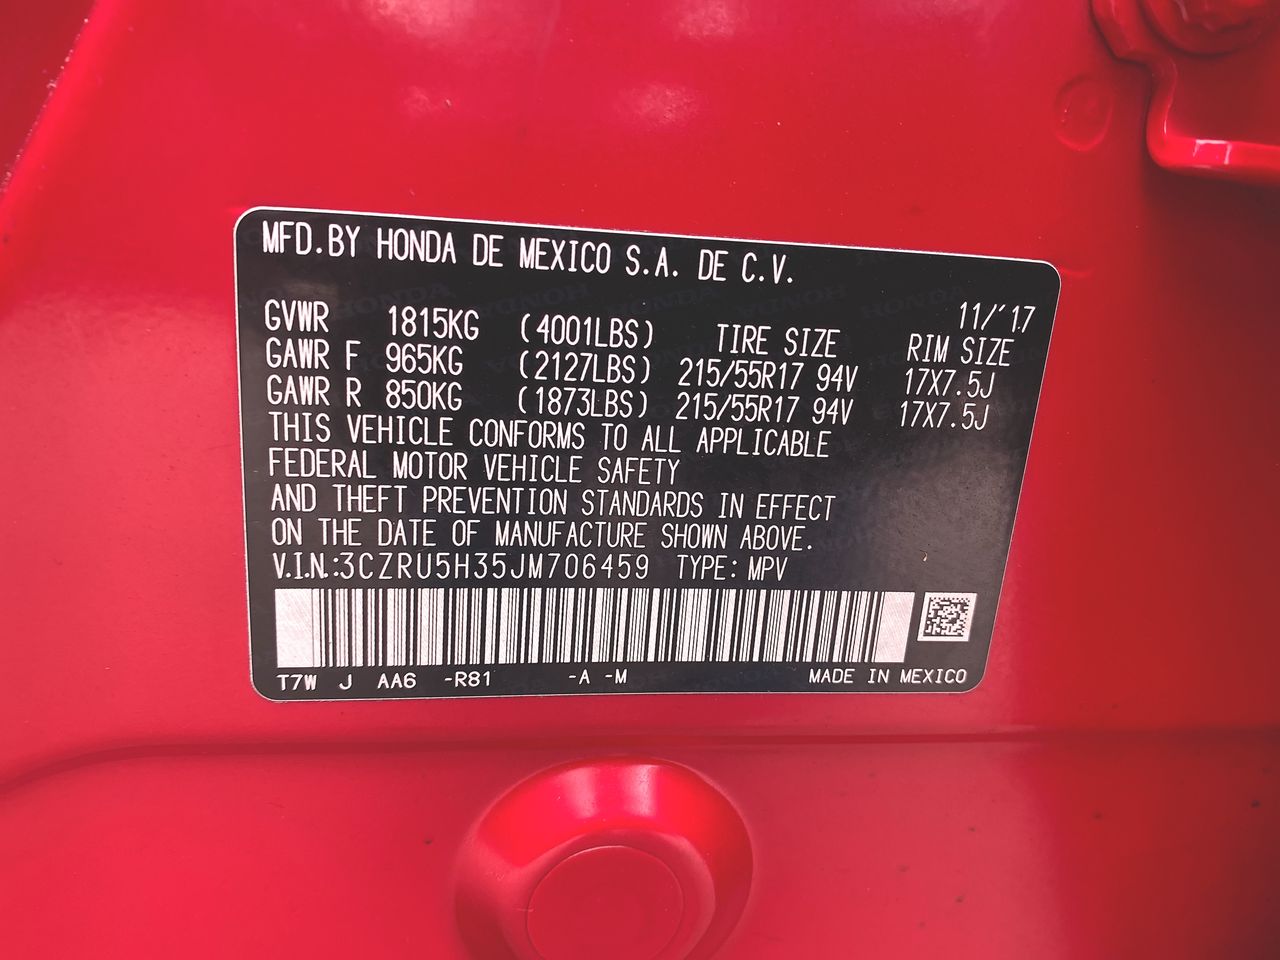 MFD.BY HONDA DE MEXICO S.A. DE C.V.
11/'17
GVWR 1815KG (4001LBS) TIRE SIZE RIM SIZE
GAWR F 965KG (2127LBS) 215/55R17 94V 17X7.5J
GAWR R 850KG (1873LBS) 215/55R17 94V 17X7.5J
THIS VEHICLE CONFORMS TO ALL APPLICABLE
FEDERAL MOTOR VEHICLE SAFETY
AND THEFT PREVENTION STANDARDS IN EFFECT
ON THE DATE OF MANUFACTURE SHOWN ABOVE.
V.I.N.:3CZRU5H35JM706459 TYPE: MPV
T7W J AA6 -R81 -A -M MADE IN MEXICO